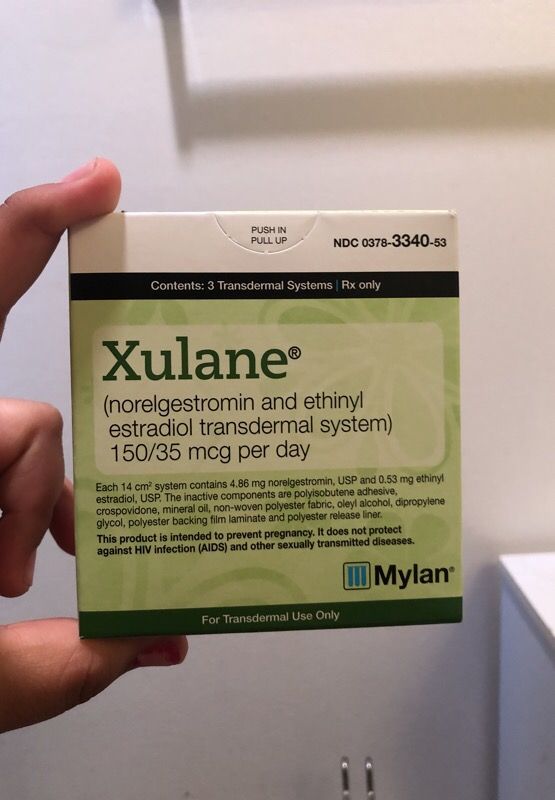 PUSH IN
PULL UP
NDC 0378-3340-53
Contents: 3 Transdermal Systems | Rx only
Xulane®
(norelgestromin and ethinyl
estradiol transdermal system)
150/35 mcg per day
Each 14 cm² system contains 4.86 mg norelgestromin, USP and 0.53 mg ethinyl
estradiol, USP. The inactive components are polyisobutene adhesive,
crospovidone, mineral oil, non-woven polyester fabric, oleyl alcohol, dipropylene
glycol, polyester backing film laminate and polyester release liner.
This product is intended to prevent pregnancy. It does not protect
against HIV infection (AIDS) and other sexually transmitted diseases.
Mylan®
For Transdermal Use Only